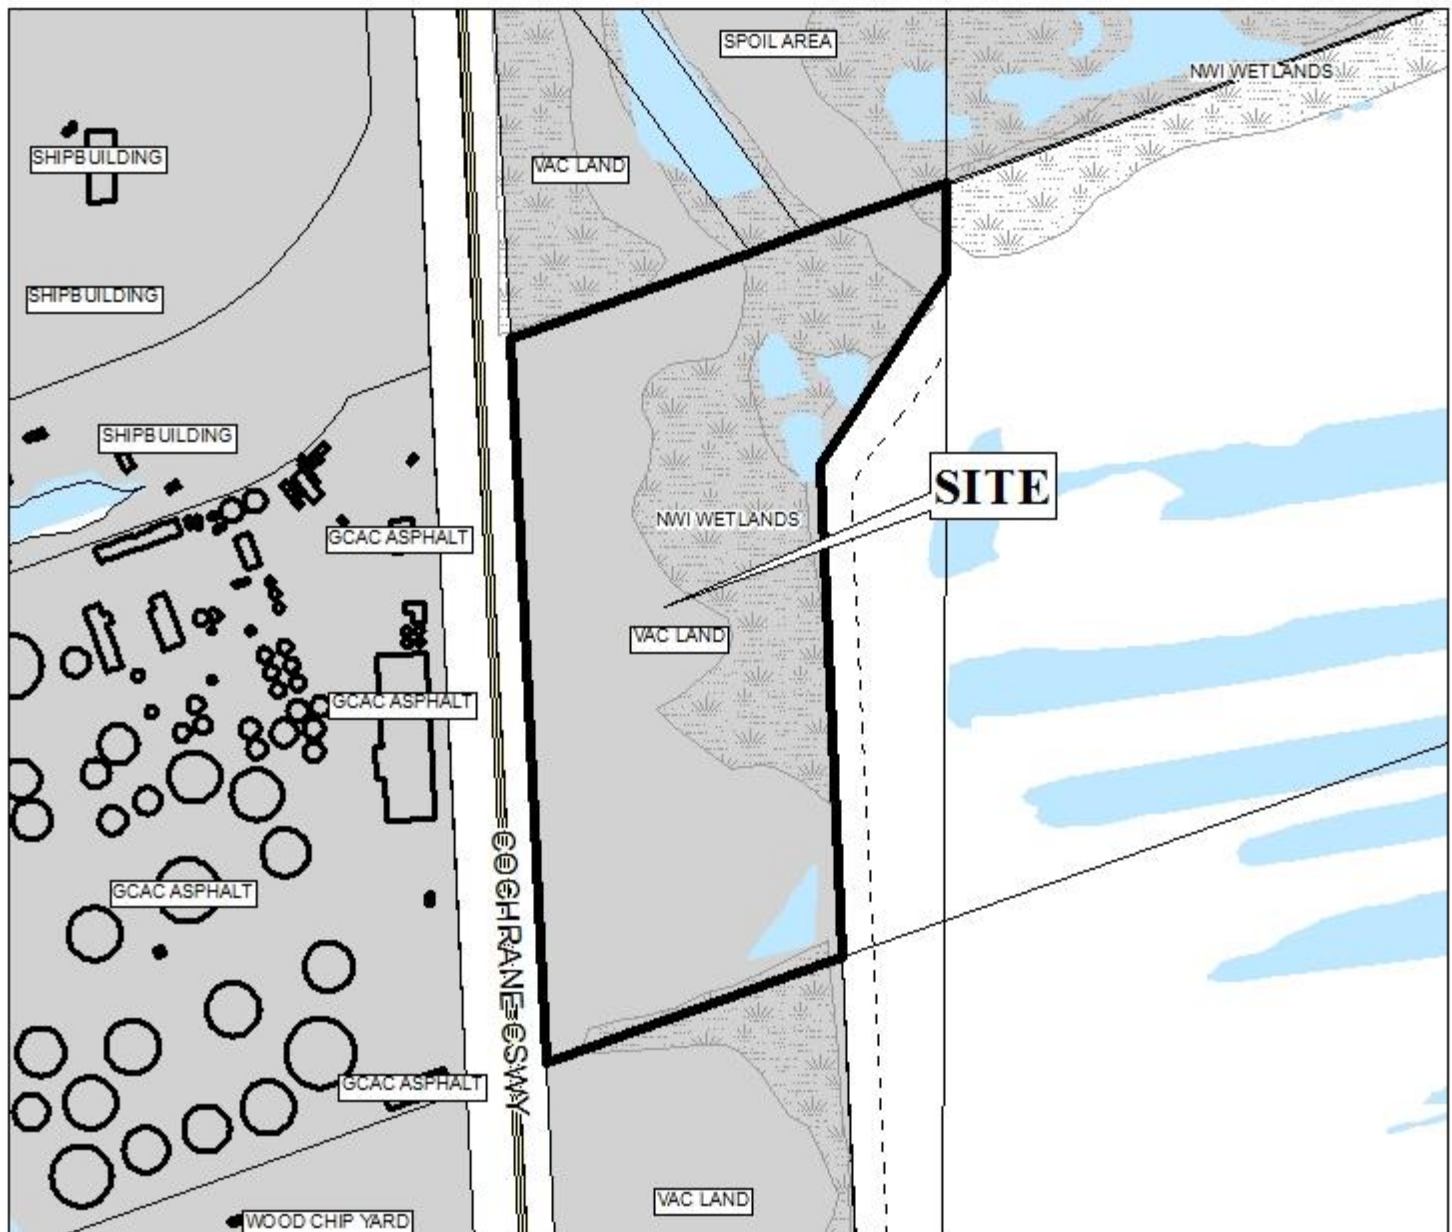 SPOIL AREA
NWI WETLANDS
SHIPBUILDING
VAC LAND
SHIPBUILDING
SHIPBUILDING
SITE
NWI WETLANDS
GCAC ASPHALT
VAC LAND
GCAC ASPHALT
GCAC ASPHALT
COCHRANE CSWY
GCAC ASPHALT
VAC LAND
WOOD CHIP YARD